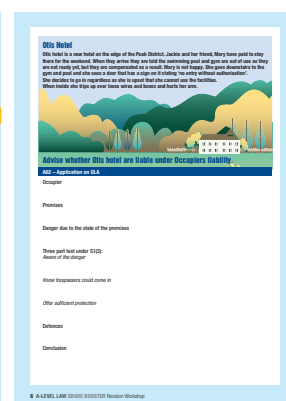 Otis Hotel
Otis hotel is a new hotel on the edge of the Peak District. Jackie and her friend, Mary have paid to stay
there for the weekend. When they arrive they are told the swimming pool and gym are out of use as they
are not ready yet, but they are compensated as a result. Mary is not happy. She goes downstairs to the
gym and pool and she sees a door that has a sign on it stating 'no entry without authorisation'.
She decides to go in regardless as she is upset that she cannot use the facilities.
When inside she trips up over loose wires and boxes and hurts her arm.
Advise whether Otis hotel are liable under Occupiers liability.
AO2 – Application on OLA
Occupier
Premises
Danger due to the state of the premises
Three part test under S1(3):
Aware of the danger
Know trespassers could come in
Offer sufficient protection
Defences
Conclusion
6 A-LEVEL LAW GRADE BOOSTER Revision Workshop